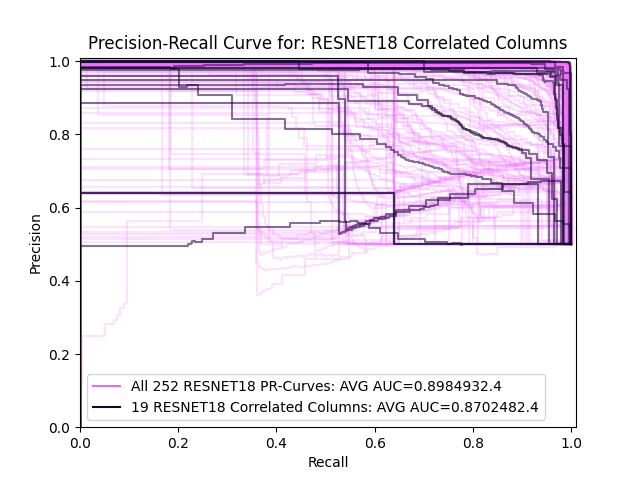 Precision-Recall Curve for: RESNET18 Correlated Columns
1.0
0.8
0.6
0.4
0.2
0.0
Precision
All 252 RESNET18 PR-Curves: AVG AUC=0.8984932.4
19 RESNET18 Correlated Columns: AVG AUC=0.8702482.4
0.0 0.2 0.4 0.6 0.8 1.0
Recall